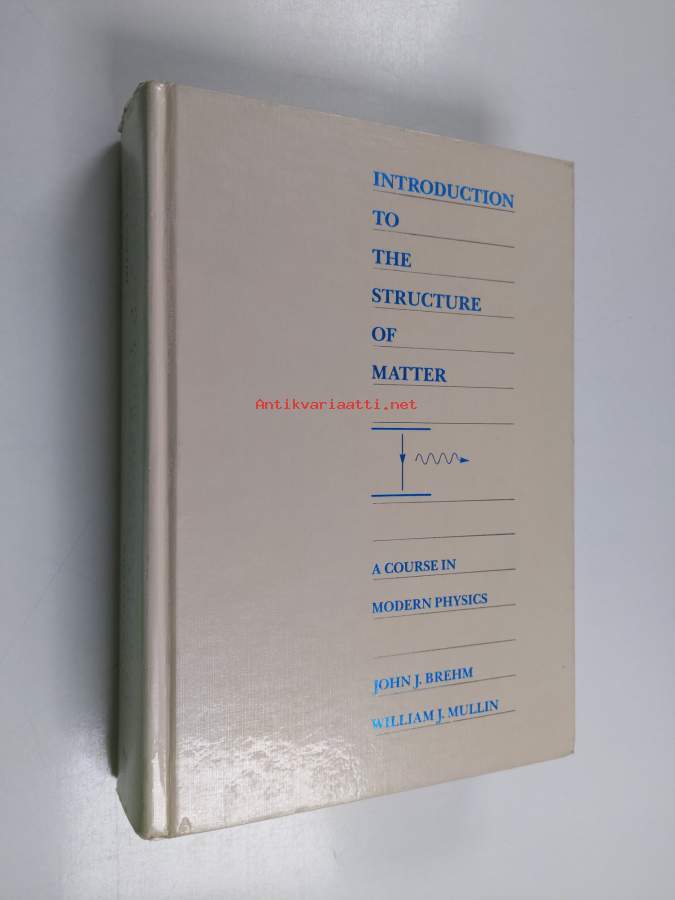 INTRODUCTION
TO
THE
STRUCTURE
OF
MATTER
Antikvariaatti.net
A COURSE IN
MODERN PHYSICS
JOHN J. BREHM
WILLIAM J. MULLIN